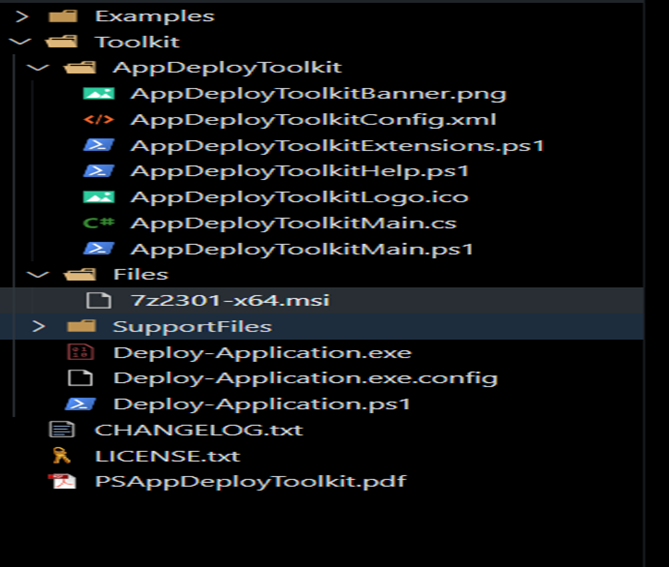 Examples
Toolkit
AppDeployToolkit
AppDeployToolkitBanner.png
AppDeployToolkitConfig.xml
AppDeployToolkitExtensions.ps1
AppDeployToolkitHelp.ps1
AppDeployToolkitLogo.ico
AppDeployToolkitMain.cs
AppDeployToolkitMain.ps1
Files
7z2301-x64.msi
SupportFiles
Deploy-Application.exe
Deploy-Application.exe.config
Deploy-Application.ps1
CHANGELOG.txt
LICENSE.txt
PSAppDeployToolkit.pdf